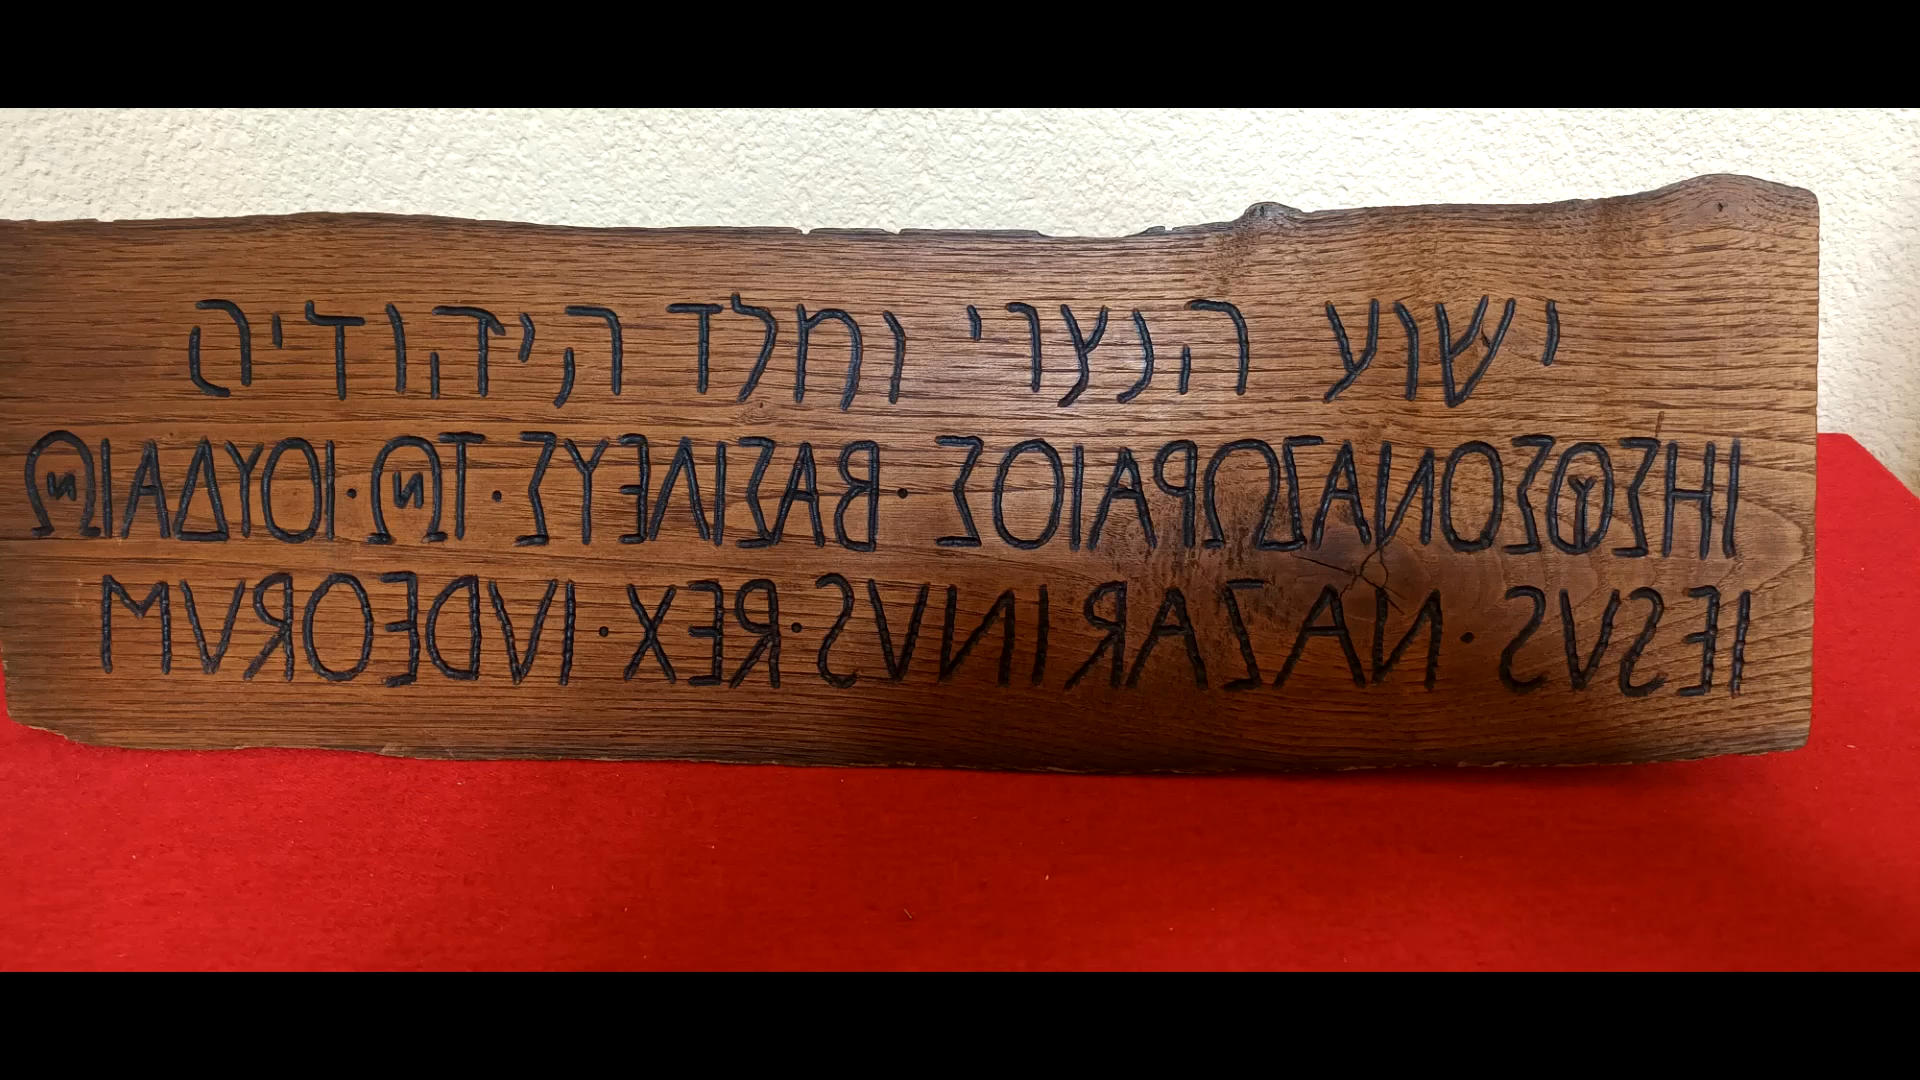 ישוע הנצרי ומלך היהודים
ΙΗΣΟΥΣΟΝΑΖΩΡΑΙΟΣ · ΒΑΣΙΛΕΥΣ · ΤΩΝ · ΙΟΥΔΑΙΩΝ
IESVS · NAZARINVS · REX · IVDEORVM